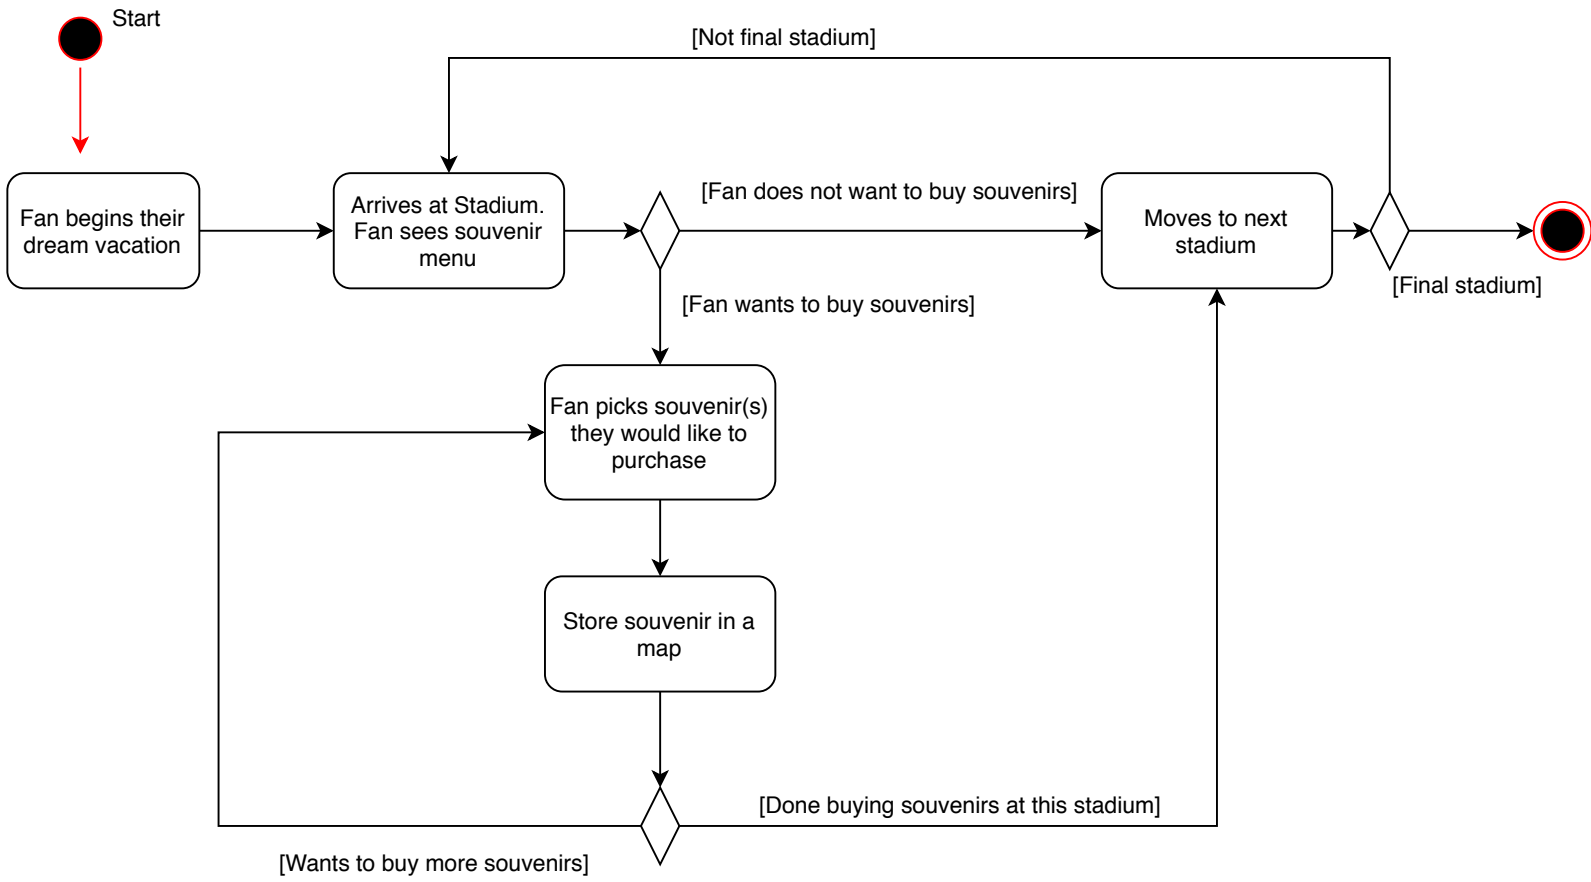 Start
[Not final stadium]
Fan begins their
dream vacation
Arrives at Stadium.
Fan sees souvenir
menu
[Fan does not want to buy souvenirs]
Moves to next
stadium
[Final stadium]
[Fan wants to buy souvenirs]
Fan picks souvenir(s)
they would like to
purchase
Store souvenir in a
map
[Done buying souvenirs at this stadium]
[Wants to buy more souvenirs]